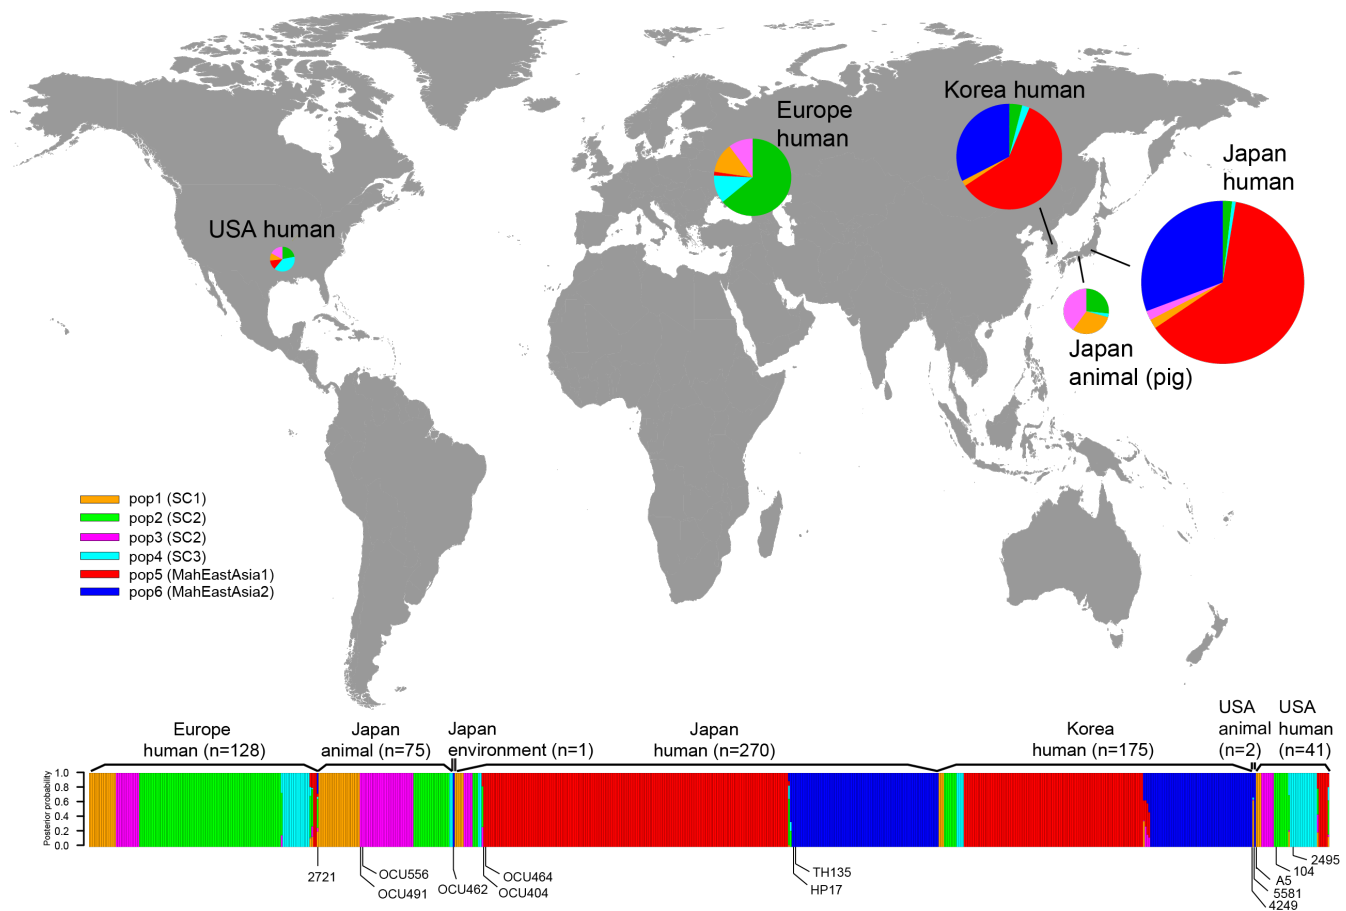 Korea human
Europe
human
Japan
human
USA human
Japan
animal (pig)
pop1 (SC1)
pop2 (SC2)
pop3 (SC2)
pop4 (SC3)
pop5 (MahEastAsia1)
pop6 (MahEastAsia2)
Europe
human (n=128)
Japan
animal (n=75)
Japan
environment (n=1)
Japan
human (n=270)
Korea
human (n=175)
USA
animal
(n=2)
USA
human
(n=41)
Posterior probability
1.0
0.8
0.6
0.4
0.2
0.0
2721
OCU556
OCU491
OCU462
OCU464
OCU404
TH135
HP17
2495
104
A5
5581
4249